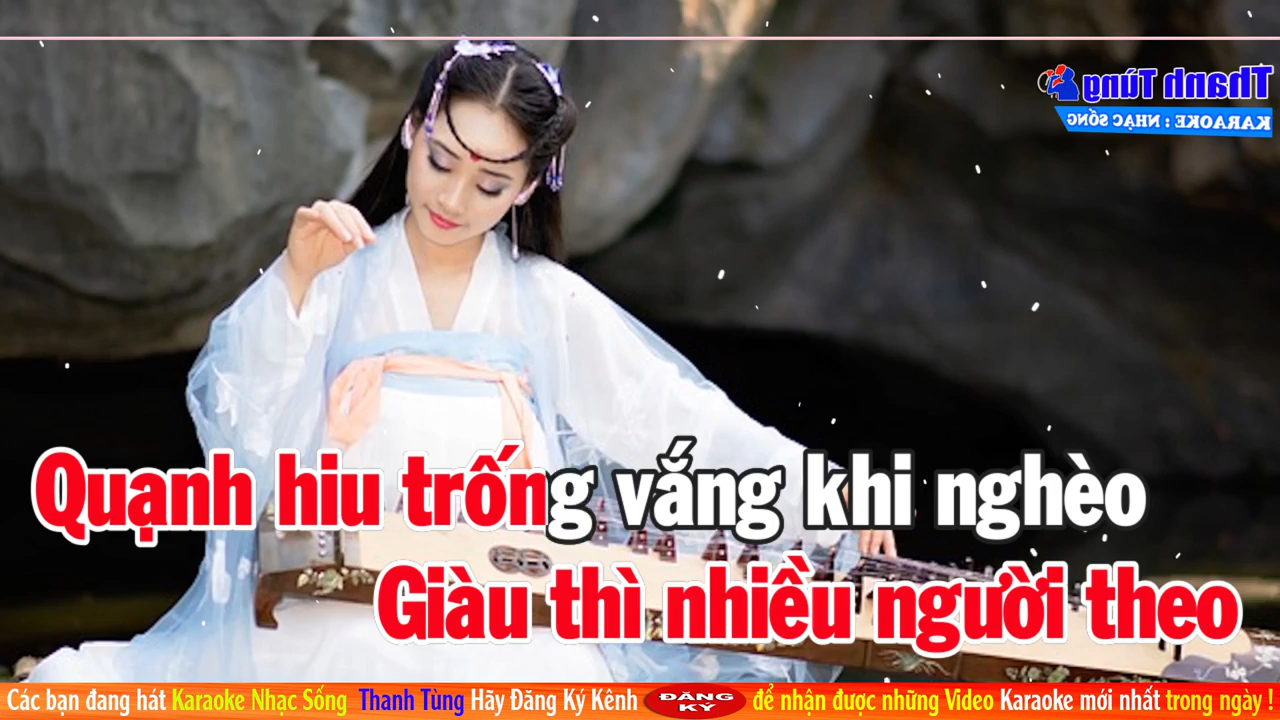 Thanh Tùng
KARAOKE : NHẠC SỐNG
Quạnh hiu trống vắng khi nghèo
Giàu thì nhiều người theo
Các bạn đang hát Karaoke Nhạc Sống Thanh Tùng Hãy Đăng Ký Kênh ĐĂNG KÝ để nhận được những Video Karaoke mới nhất trong ngày !